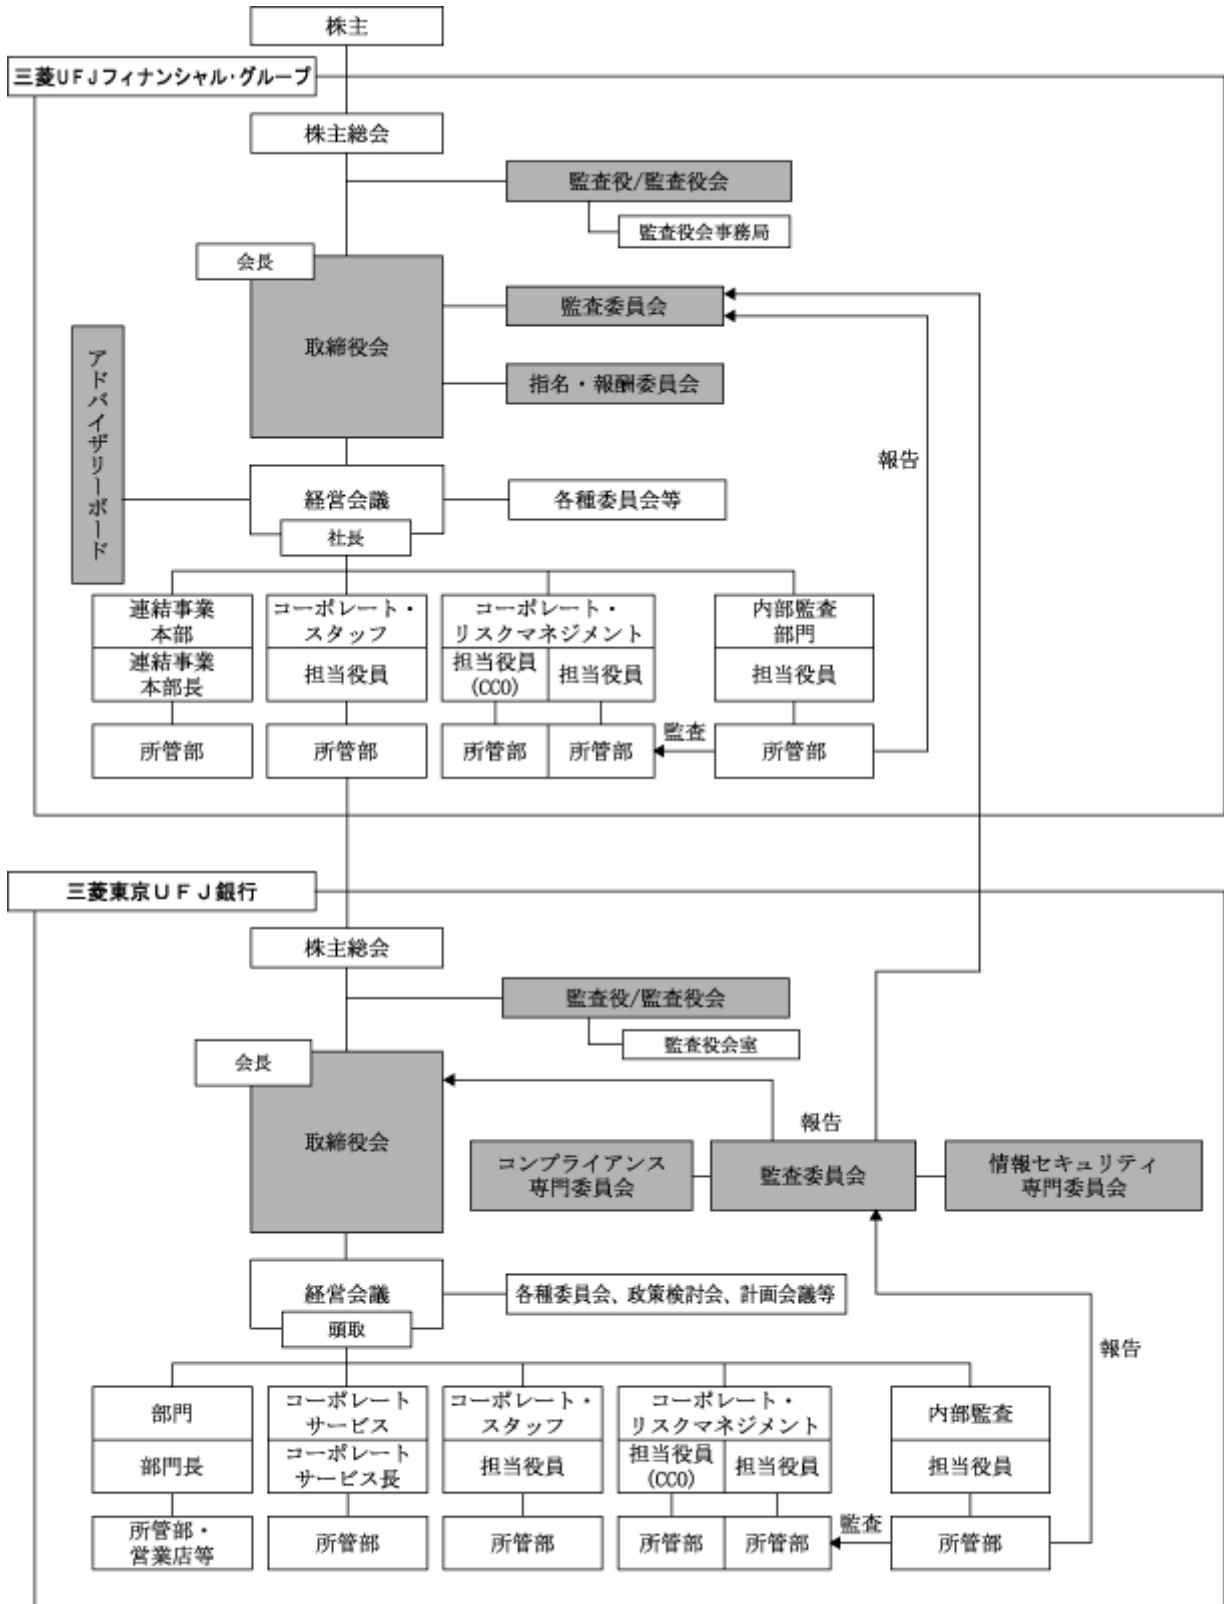 株主
三菱UFJフィナンシャル・グループ
株主総会
監査役/監査役会
監査役会事務局
会長
取締役会
監査委員会
指名・報酬委員会
アドバイザリーボード
報告
経営会議
各種委員会等
社長
連結事業
本部
連結事業
本部長
所管部
コーポレート・
スタッフ
担当役員
所管部
コーポレート・
リスクマネジメント
担当役員
(CCO)
担当役員
所管部
所管部
監査
内部監査
部門
担当役員
所管部
三菱東京UFJ銀行
株主総会
監査役/監査役会
監査役会室
会長
取締役会
報告
コンプライアンス
専門委員会
監査委員会
情報セキュリティ
専門委員会
経営会議
各種委員会、政策検討会、計画会議等
頭取
報告
部門
部門長
所管部・
営業店等
コーポレート
サービス
コーポレート
サービス長
所管部
コーポレート・
スタッフ
担当役員
所管部
コーポレート・
リスクマネジメント
担当役員
(CCO)
担当役員
所管部
所管部
監査
内部監査
担当役員
所管部